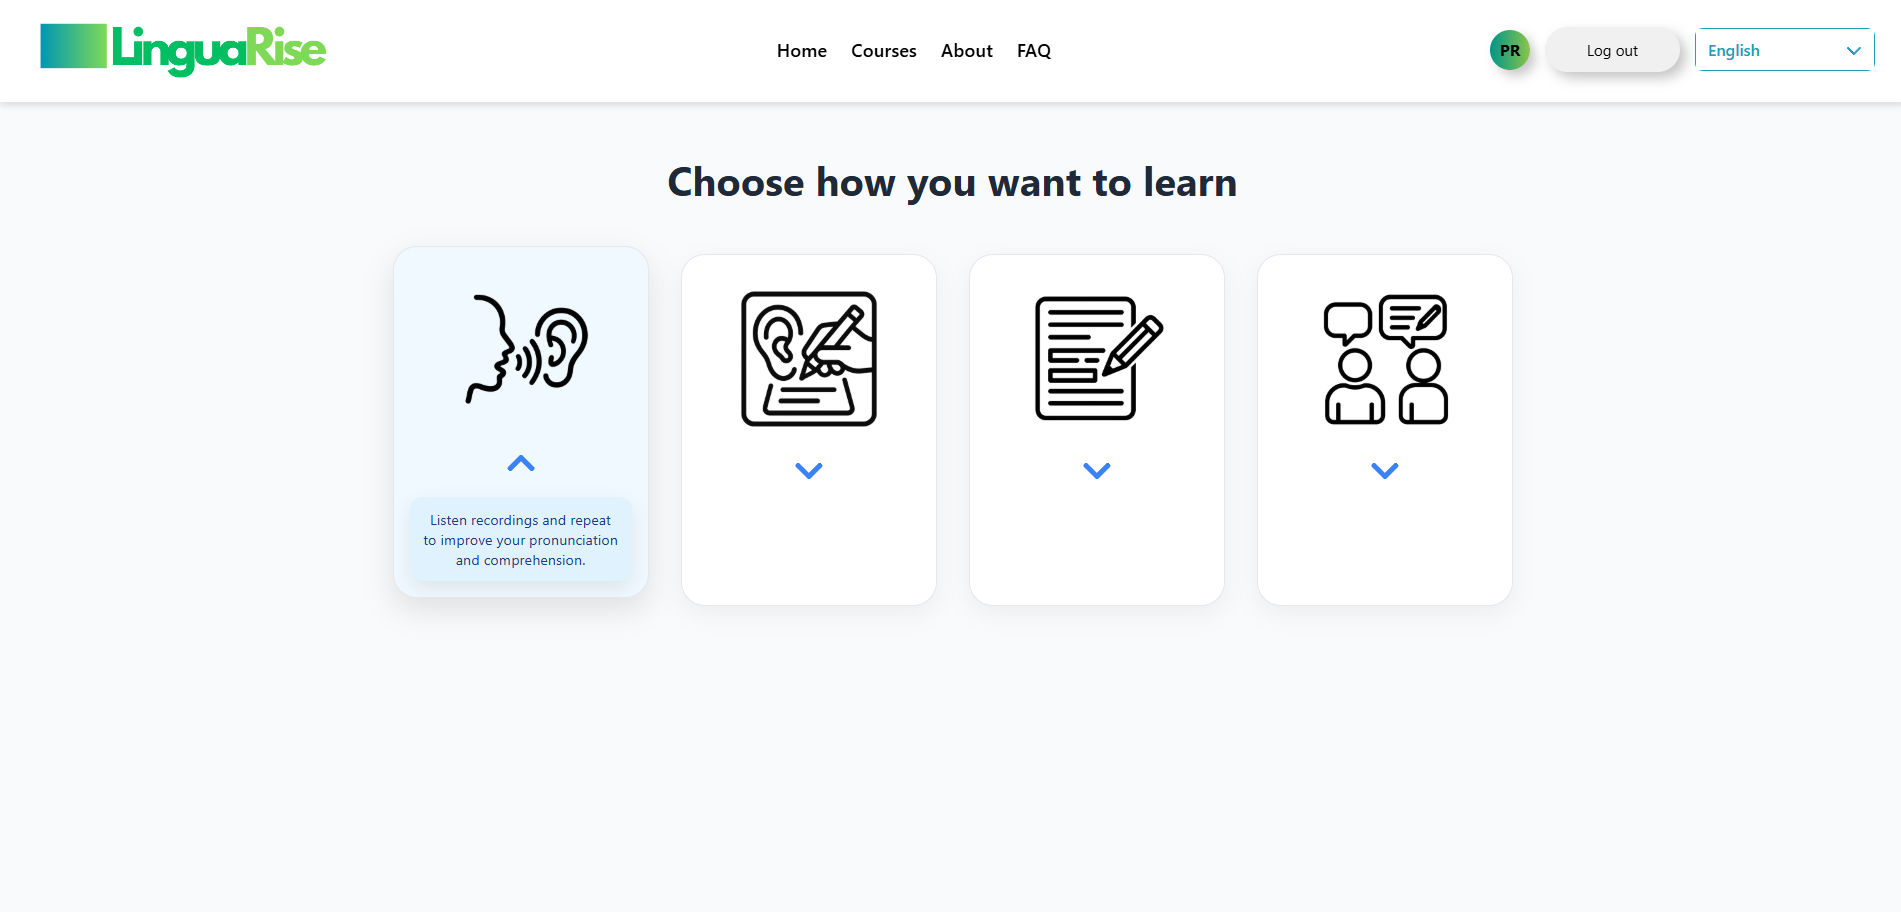 LinguaRise
Home Courses About FAQ
PR
Log out
English
Choose how you want to learn
Listen recordings and repeat
to improve your pronunciation
and comprehension.